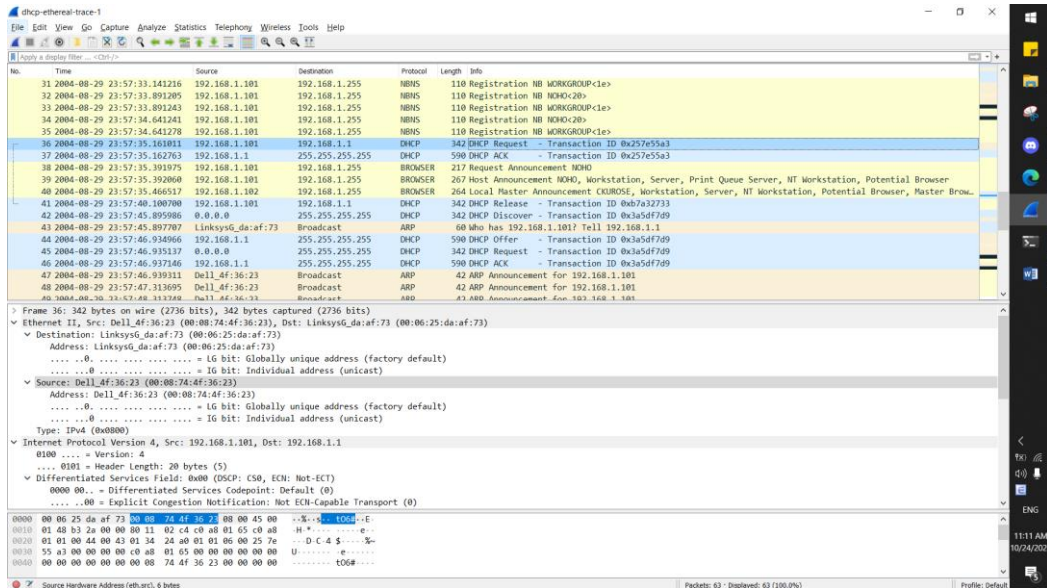 dhcp-ethereal-trace-1
File Edit View Go Capture Analyze Statistics Telephony Wireless Tools Help
Apply a display filter ... <Ctrl-/>
No. Time Source Destination Protocol Length Info
31 2004-08-29 23:57:33.141216 192.168.1.101 192.168.1.255 NBNS 110 Registration NB WORKGROUP<1e>
32 2004-08-29 23:57:33.891205 192.168.1.101 192.168.1.255 NBNS 110 Registration NB NOHO<20>
33 2004-08-29 23:57:33.891243 192.168.1.101 192.168.1.255 NBNS 110 Registration NB WORKGROUP<1e>
34 2004-08-29 23:57:34.641241 192.168.1.101 192.168.1.255 NBNS 110 Registration NB NOHO<20>
35 2004-08-29 23:57:34.641278 192.168.1.101 192.168.1.255 NBNS 110 Registration NB WORKGROUP<1e>
36 2004-08-29 23:57:35.161011 192.168.1.101 192.168.1.1 DHCP 342 DHCP Request - Transaction ID 0x257e55a3
37 2004-08-29 23:57:35.162763 192.168.1.1 255.255.255.255 DHCP 590 DHCP ACK - Transaction ID 0x257e55a3
38 2004-08-29 23:57:35.391975 192.168.1.101 192.168.1.255 BROWSER 217 Request Announcement NOHO
39 2004-08-29 23:57:35.392060 192.168.1.101 192.168.1.255 BROWSER 267 Host Announcement NOHO, Workstation, Server, Print Queue Server, NT Workstation, Potential Browser
40 2004-08-29 23:57:35.466517 192.168.1.102 192.168.1.255 BROWSER 264 Local Master Announcement CKUROSE, Workstation, Server, NT Workstation, Potential Browser, Master Brow...
41 2004-08-29 23:57:40.100700 192.168.1.101 192.168.1.1 DHCP 342 DHCP Release - Transaction ID 0xb7a32733
42 2004-08-29 23:57:45.895986 0.0.0.0 255.255.255.255 DHCP 342 DHCP Discover - Transaction ID 0x3a5df7d9
43 2004-08-29 23:57:45.897707 LinksysG_da:af:73 Broadcast ARP 60 Who has 192.168.1.101? Tell 192.168.1.1
44 2004-08-29 23:57:46.934966 192.168.1.1 255.255.255.255 DHCP 590 DHCP Offer - Transaction ID 0x3a5df7d9
45 2004-08-29 23:57:46.935137 0.0.0.0 255.255.255.255 DHCP 342 DHCP Request - Transaction ID 0x3a5df7d9
46 2004-08-29 23:57:46.937146 192.168.1.1 255.255.255.255 DHCP 590 DHCP ACK - Transaction ID 0x3a5df7d9
47 2004-08-29 23:57:46.939311 Dell_4f:36:23 Broadcast ARP 42 ARP Announcement for 192.168.1.101
48 2004-08-29 23:57:47.313695 Dell_4f:36:23 Broadcast ARP 42 ARP Announcement for 192.168.1.101
49 2004-08-29 23:57:48.313748 Dell_4f:36:23 Broadcast ARP 42 ARP Announcement for 192.168.1.101
Frame 36: 342 bytes on wire (2736 bits), 342 bytes captured (2736 bits)
Ethernet II, Src: Dell_4f:36:23 (00:08:74:4f:36:23), Dst: LinksysG_da:af:73 (00:06:25:da:af:73)
Destination: LinksysG_da:af:73 (00:06:25:da:af:73)
Address: LinksysG_da:af:73 (00:06:25:da:af:73)
.... ..0. .... .... .... .... = LG bit: Globally unique address (factory default)
.... ...0 .... .... .... .... = IG bit: Individual address (unicast)
Source: Dell_4f:36:23 (00:08:74:4f:36:23)
Address: Dell_4f:36:23 (00:08:74:4f:36:23)
.... ..0. .... .... .... .... = LG bit: Globally unique address (factory default)
.... ...0 .... .... .... .... = IG bit: Individual address (unicast)
Type: IPv4 (0x0800)
Internet Protocol Version 4, Src: 192.168.1.101, Dst: 192.168.1.1
0100 .... = Version: 4
.... 0101 = Header Length: 20 bytes (5)
Differentiated Services Field: 0x00 (DSCP: CS0, ECN: Not-ECT)
0000 00.. = Differentiated Services Codepoint: Default (0)
.... ..00 = Explicit Congestion Notification: Not ECN-Capable Transport (0)
0000 00 06 25 da af 73 00 08 74 4f 36 23 08 00 45 00 ··%··s·· tO6#··E·
0010 01 48 b3 2a 00 00 80 11 02 c4 c0 a8 01 65 c0 a8 ·H·*···· ·····e··
0020 01 01 00 44 00 43 01 34 24 a0 01 01 06 00 25 7e ···D·C·4 $·····%~
0030 55 a3 00 00 00 00 c0 a8 01 65 00 00 00 00 00 00 U······· ·e······
0040 00 00 00 00 00 00 00 08 74 4f 36 23 00 00 00 00 ········ tO6#····
Source Hardware Address (eth.src), 6 bytes Packets: 63 · Displayed: 63 (100.0%) Profile: Default
ENG
11:11 AM
10/24/202